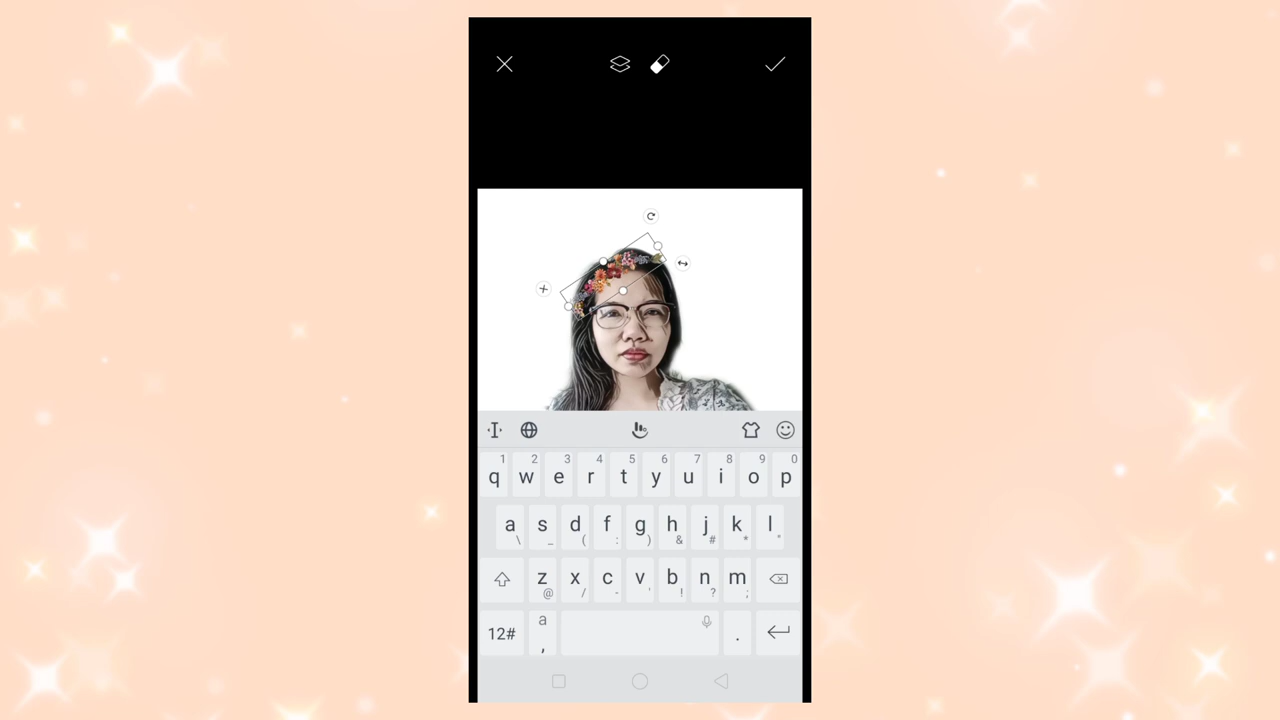 1 2 3 4 5 6 7 8 9 0
q w e r t y u i o p
a s d f g h j k l
\ _ ( : ) & # * "
z x c v b n m
@ / - ' ! ? ;
12# a , .